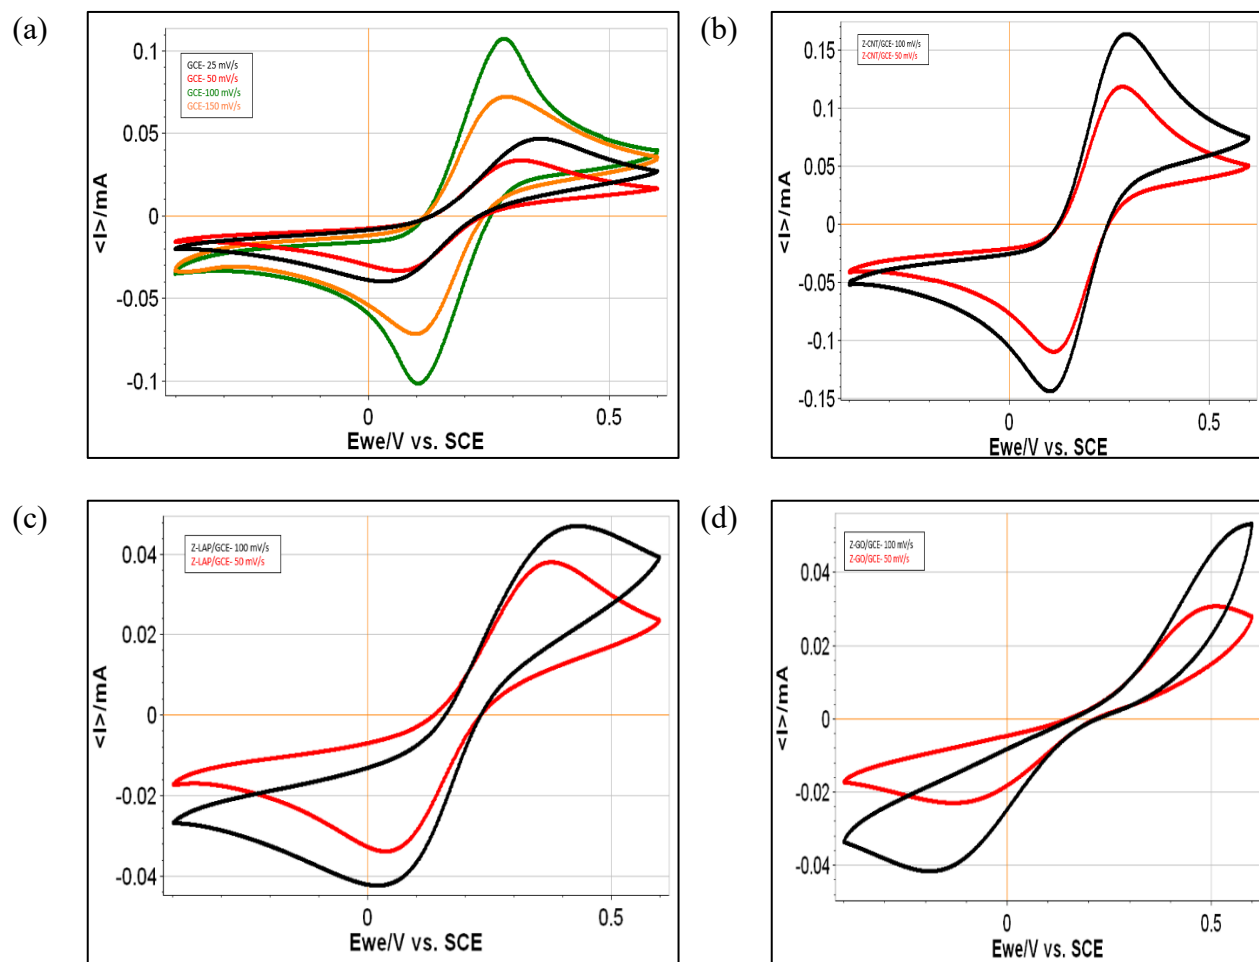 (a)
GCE- 25 mV/s
GCE- 50 mV/s
GCE-100 mV/s
GCE-150 mV/s
0.1
0.05
0
-0.05
-0.1
<I>/mA
0
0.5
Ewe/V vs. SCE
(b)
Z-CNT/GCE- 100 mV/s
Z-CNT/GCE- 50 mV/s
0.15
0.1
0.05
0
-0.05
-0.1
-0.15
<I>/mA
0
0.5
Ewe/V vs. SCE
(c)
Z-LAP/GCE- 100 mV/s
Z-LAP/GCE- 50 mV/s
0.04
0.02
0
-0.02
-0.04
<I>/mA
0
0.5
Ewe/V vs. SCE
(d)
Z-GO/GCE- 100 mV/s
Z-GO/GCE- 50 mV/s
0.04
0.02
0
-0.02
-0.04
<I>/mA
0
0.5
Ewe/V vs. SCE